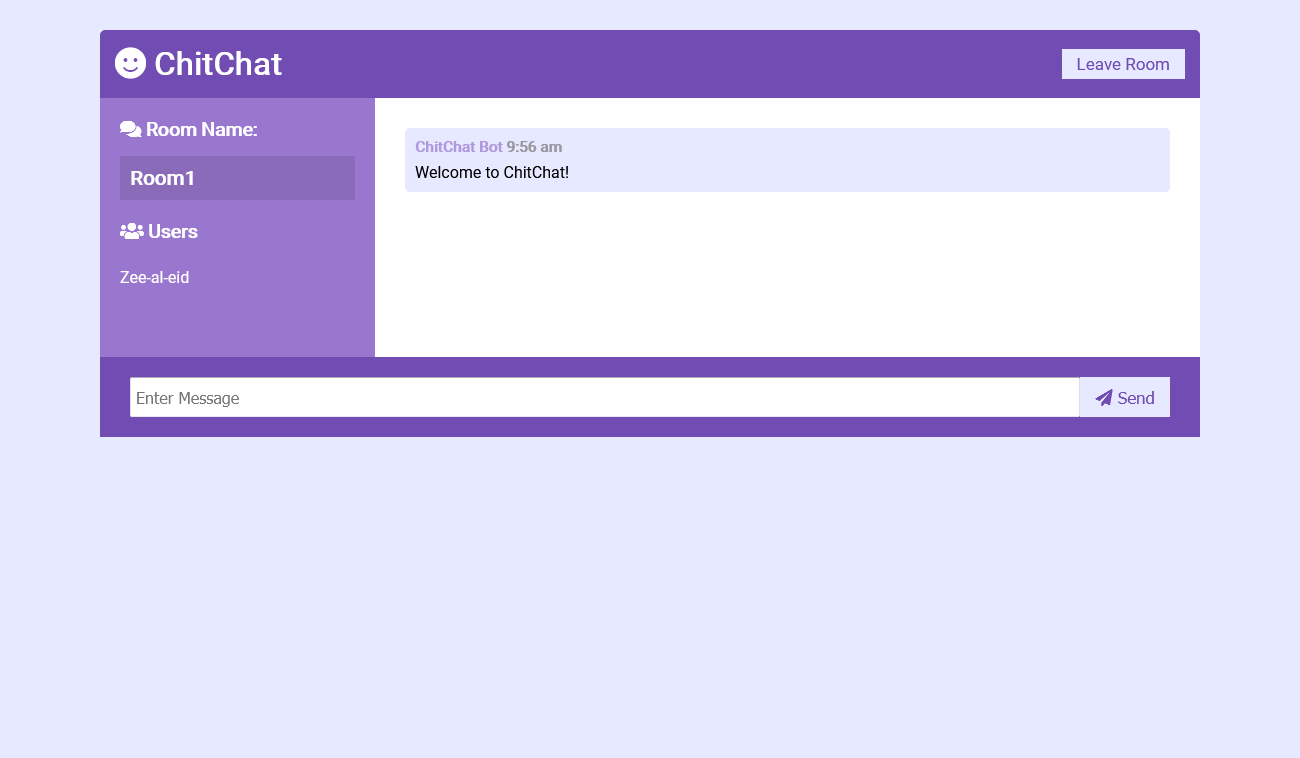 ChitChat
Leave Room
Room Name:
Room1
Users
Zee-al-eid
ChitChat Bot 9:56 am
Welcome to ChitChat!
Enter Message
Send